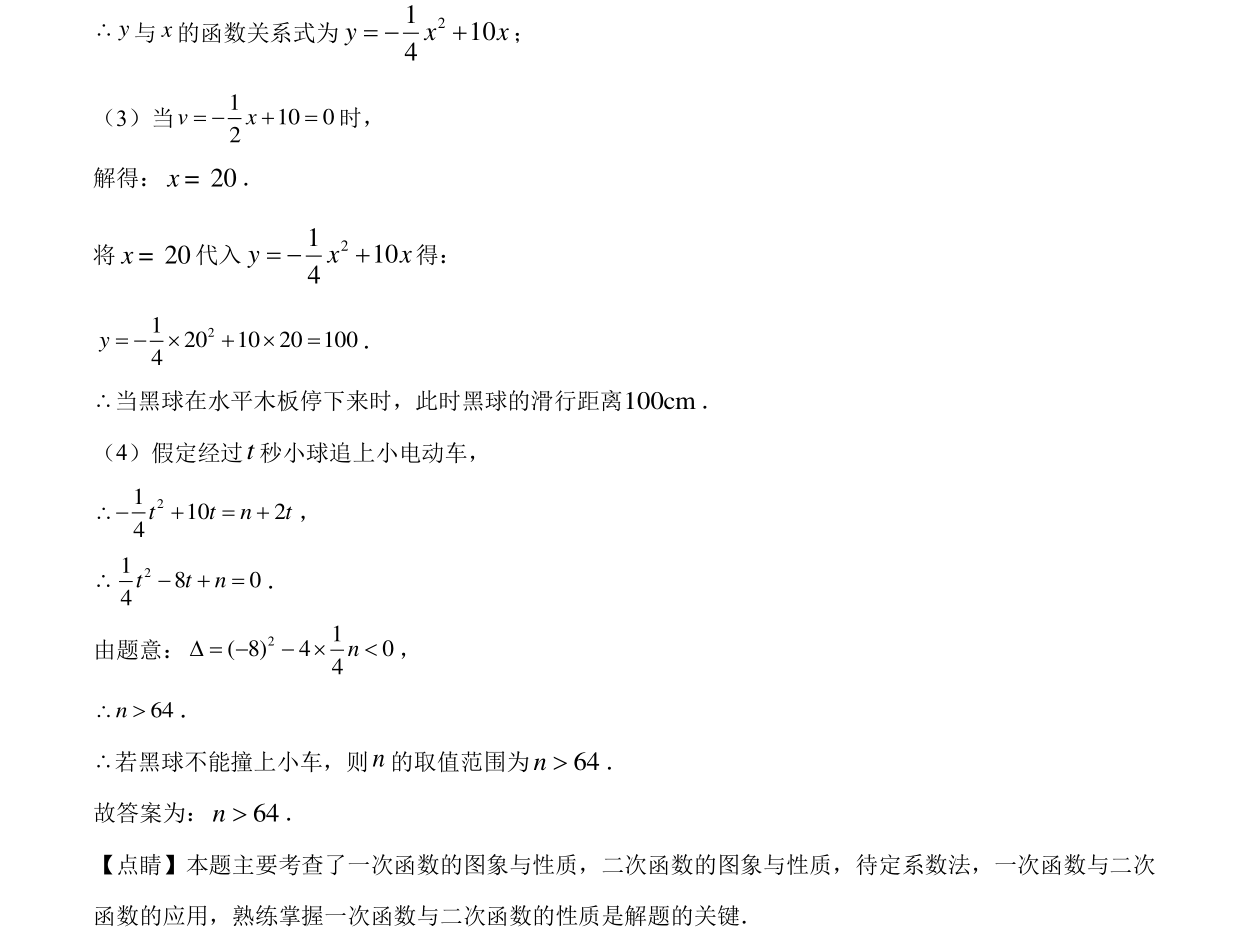 ∴ y 与 x 的函数关系式为 y = −1/4 x² +10x；
（3）当 v = −1/2 x +10 = 0 时，
解得： x = 20．
将 x = 20 代入 y = −1/4 x² +10x 得：
y = −1/4 × 20² +10× 20 = 100．
∴当黑球在水平木板停下来时，此时黑球的滑行距离100cm．
（4）假定经过 t 秒小球追上小电动车，
∴−1/4 t² +10t = n + 2t ，
∴ 1/4 t² − 8t + n = 0．
由题意： Δ = (−8)² − 4× 1/4 n < 0 ，
∴n > 64．
∴若黑球不能撞上小车，则 n 的取值范围为 n > 64．
故答案为： n > 64．
【点睛】本题主要考查了一次函数的图象与性质，二次函数的图象与性质，待定系数法，一次函数与二次
函数的应用，熟练掌握一次函数与二次函数的性质是解题的关键．